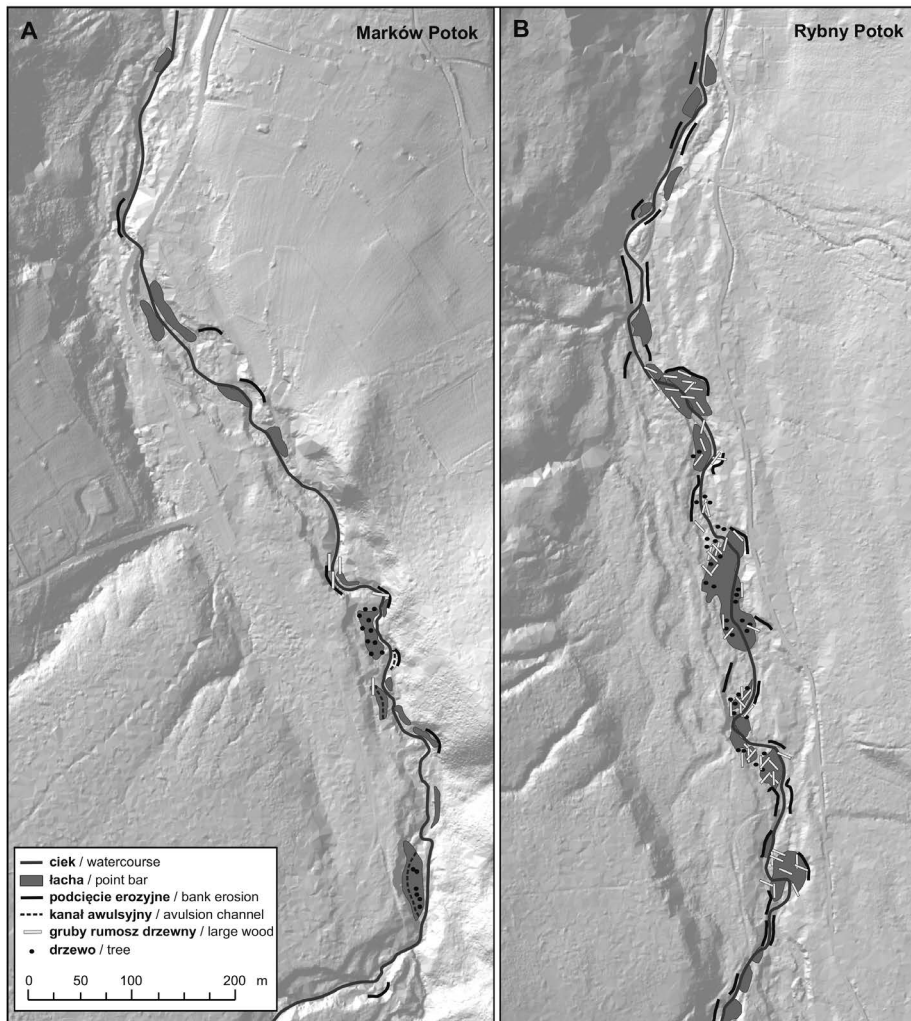 A
Marków Potok
B
Rybny Potok
ciek / watercourse
łacha / point bar
podcięcie erozyjne / bank erosion
kanał awulsyjny / avulsion channel
gruby rumosz drzewny / large wood
drzewo / tree
0 50 100 200 m